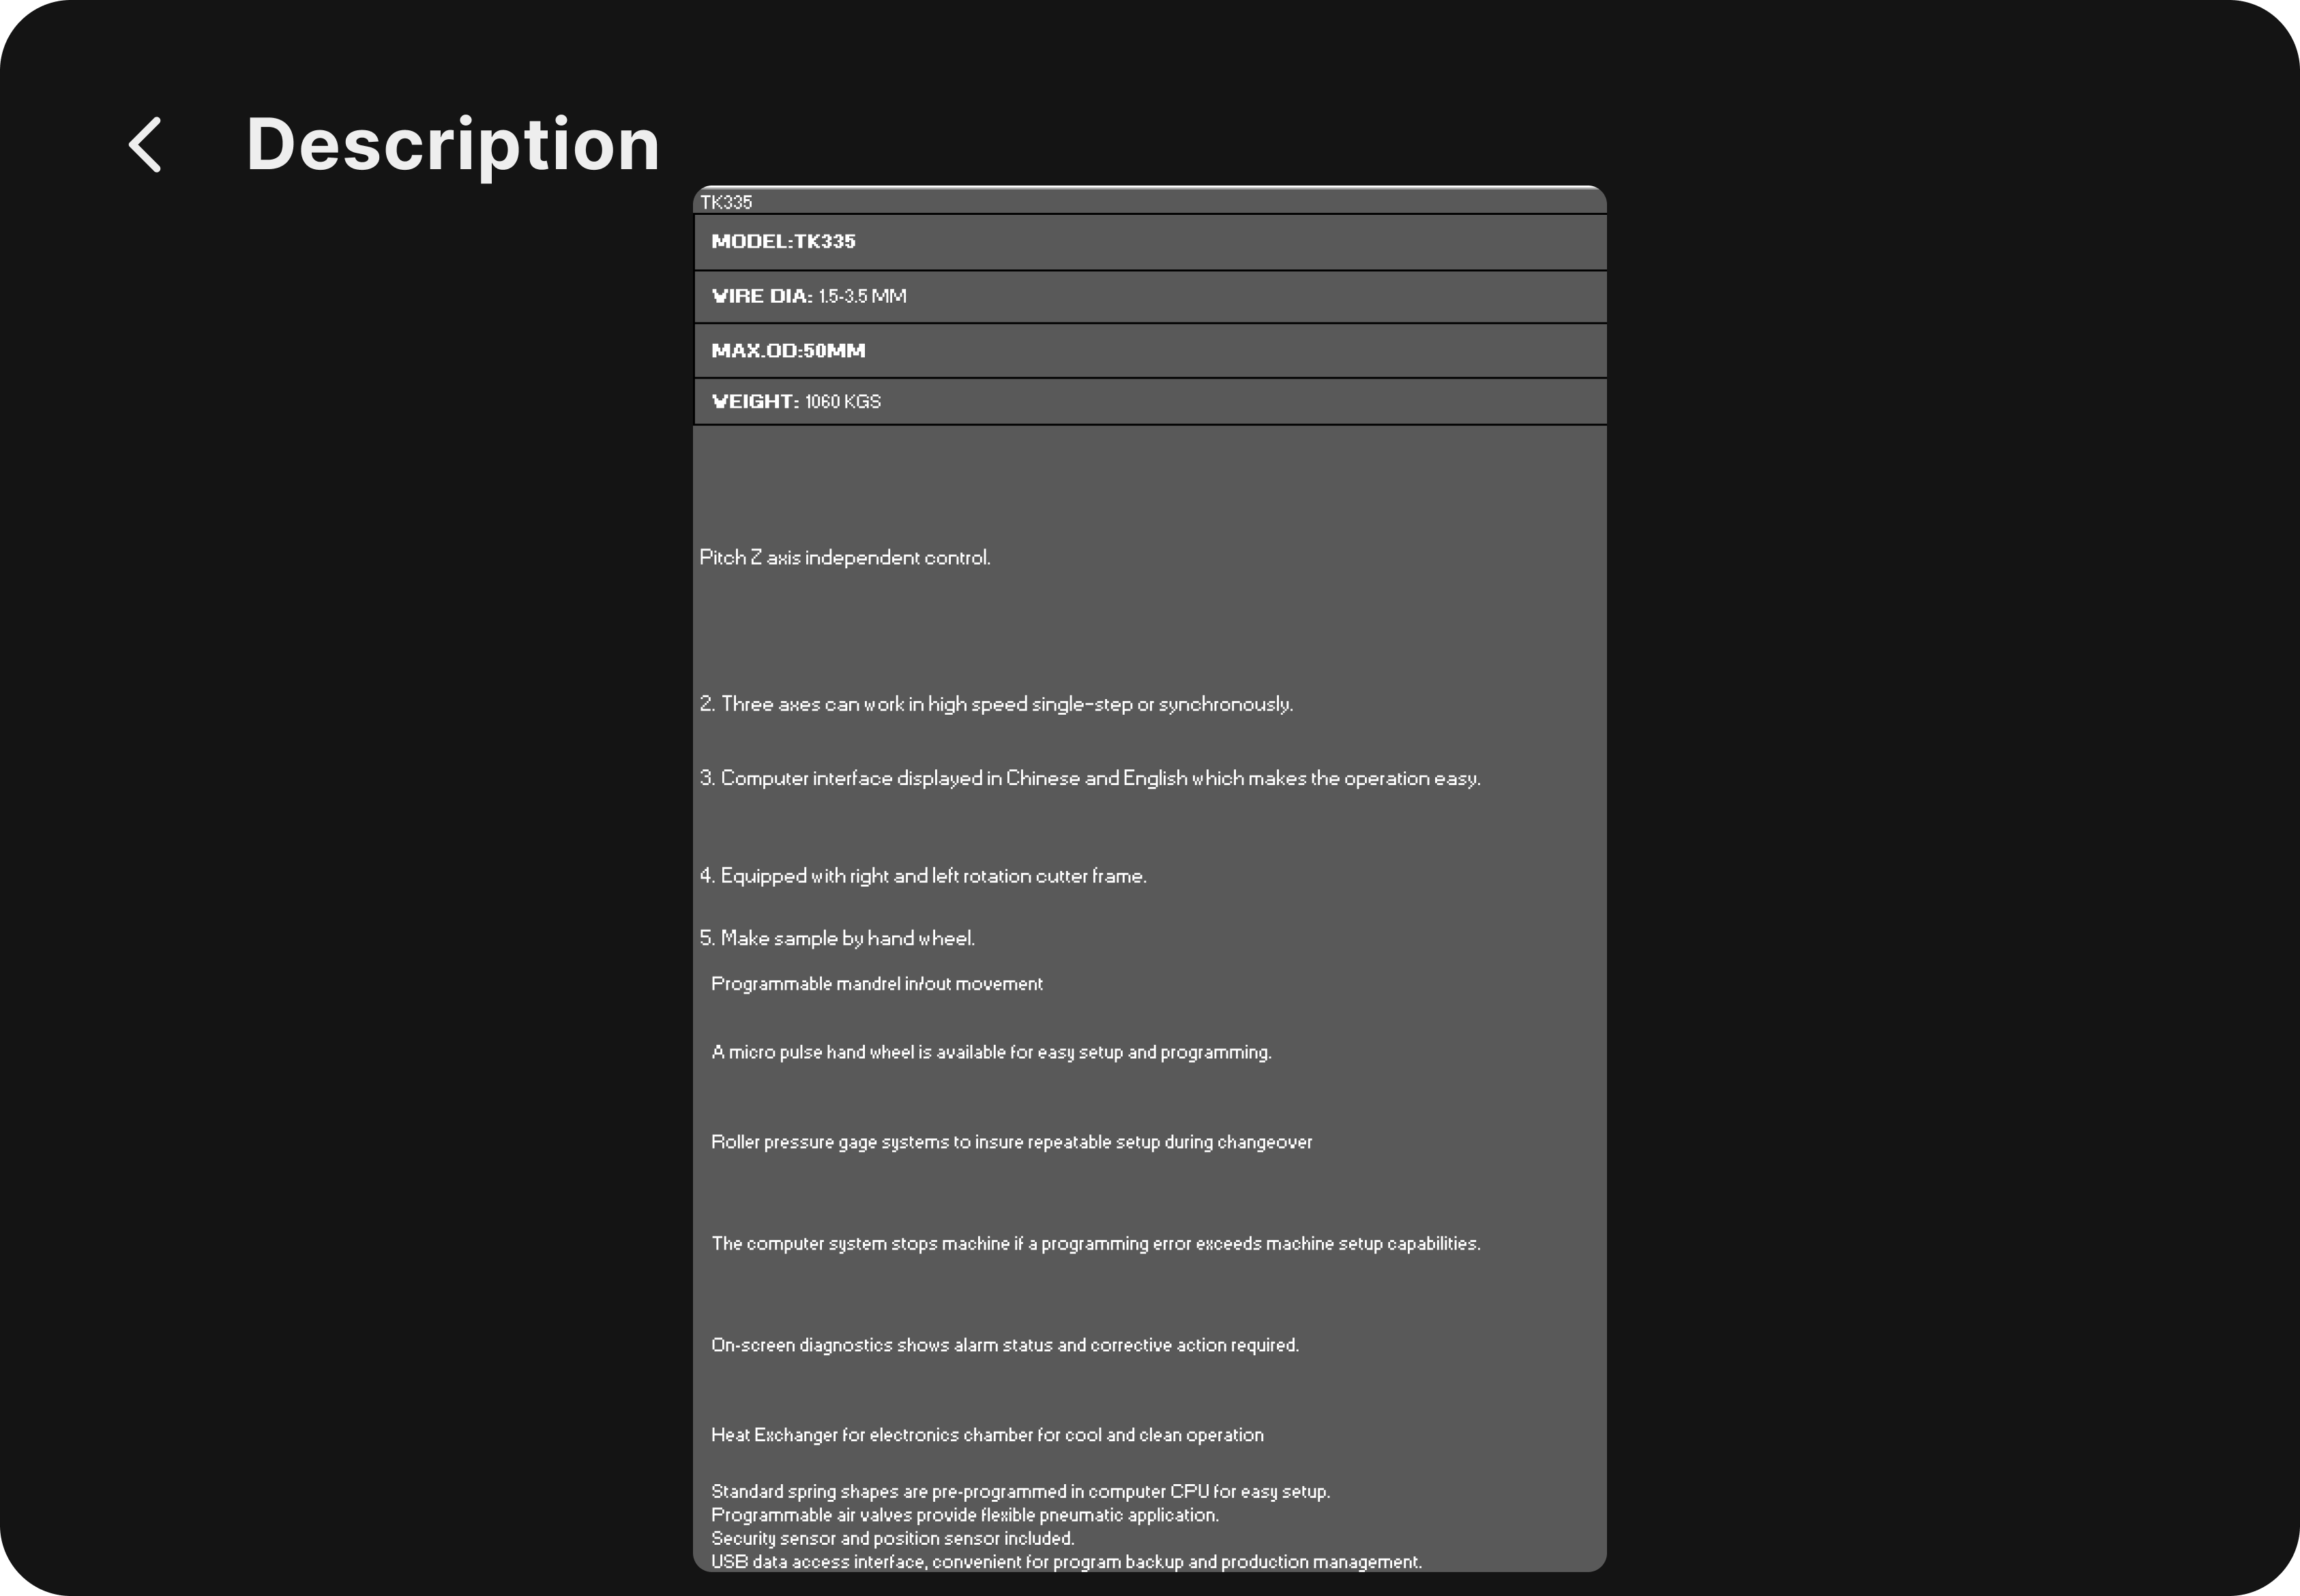 Description
TK335
MODEL:TK335
WIRE DIA: 1.5-3.5 MM
MAX.OD:50MM
WEIGHT: 1060 KGS
Pitch Z axis independent control.
2. Three axes can work in high speed single-step or synchronously.
3. Computer interface displayed in Chinese and English which makes the operation easy.
4. Equipped with right and left rotation cutter frame.
5. Make sample by hand wheel.
Programmable mandrel in/out movement
A micro pulse hand wheel is available for easy setup and programming.
Roller pressure gage systems to insure repeatable setup during changeover
The computer system stops machine if a programming error exceeds machine setup capabilities.
On-screen diagnostics shows alarm status and corrective action required.
Heat Exchanger for electronics chamber for cool and clean operation
Standard spring shapes are pre-programmed in computer CPU for easy setup.
Programmable air valves provide flexible pneumatic application.
Security sensor and position sensor included.
USB data access interface, convenient for program backup and production management.